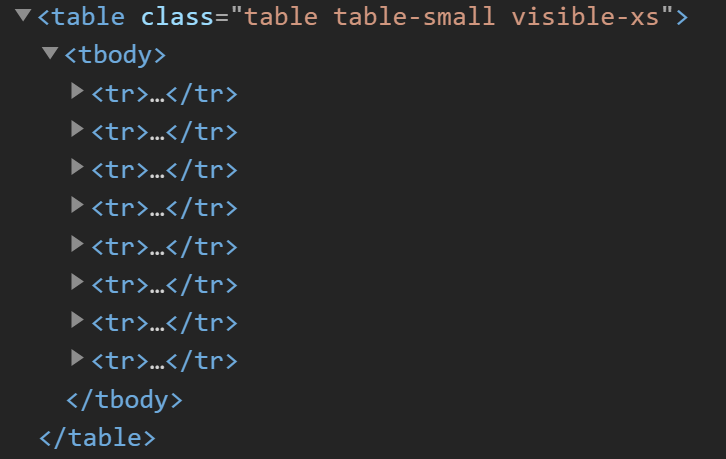 <table class="table table-small visible-xs">
<tbody>
<tr>…</tr>
<tr>…</tr>
<tr>…</tr>
<tr>…</tr>
<tr>…</tr>
<tr>…</tr>
<tr>…</tr>
<tr>…</tr>
</tbody>
</table>